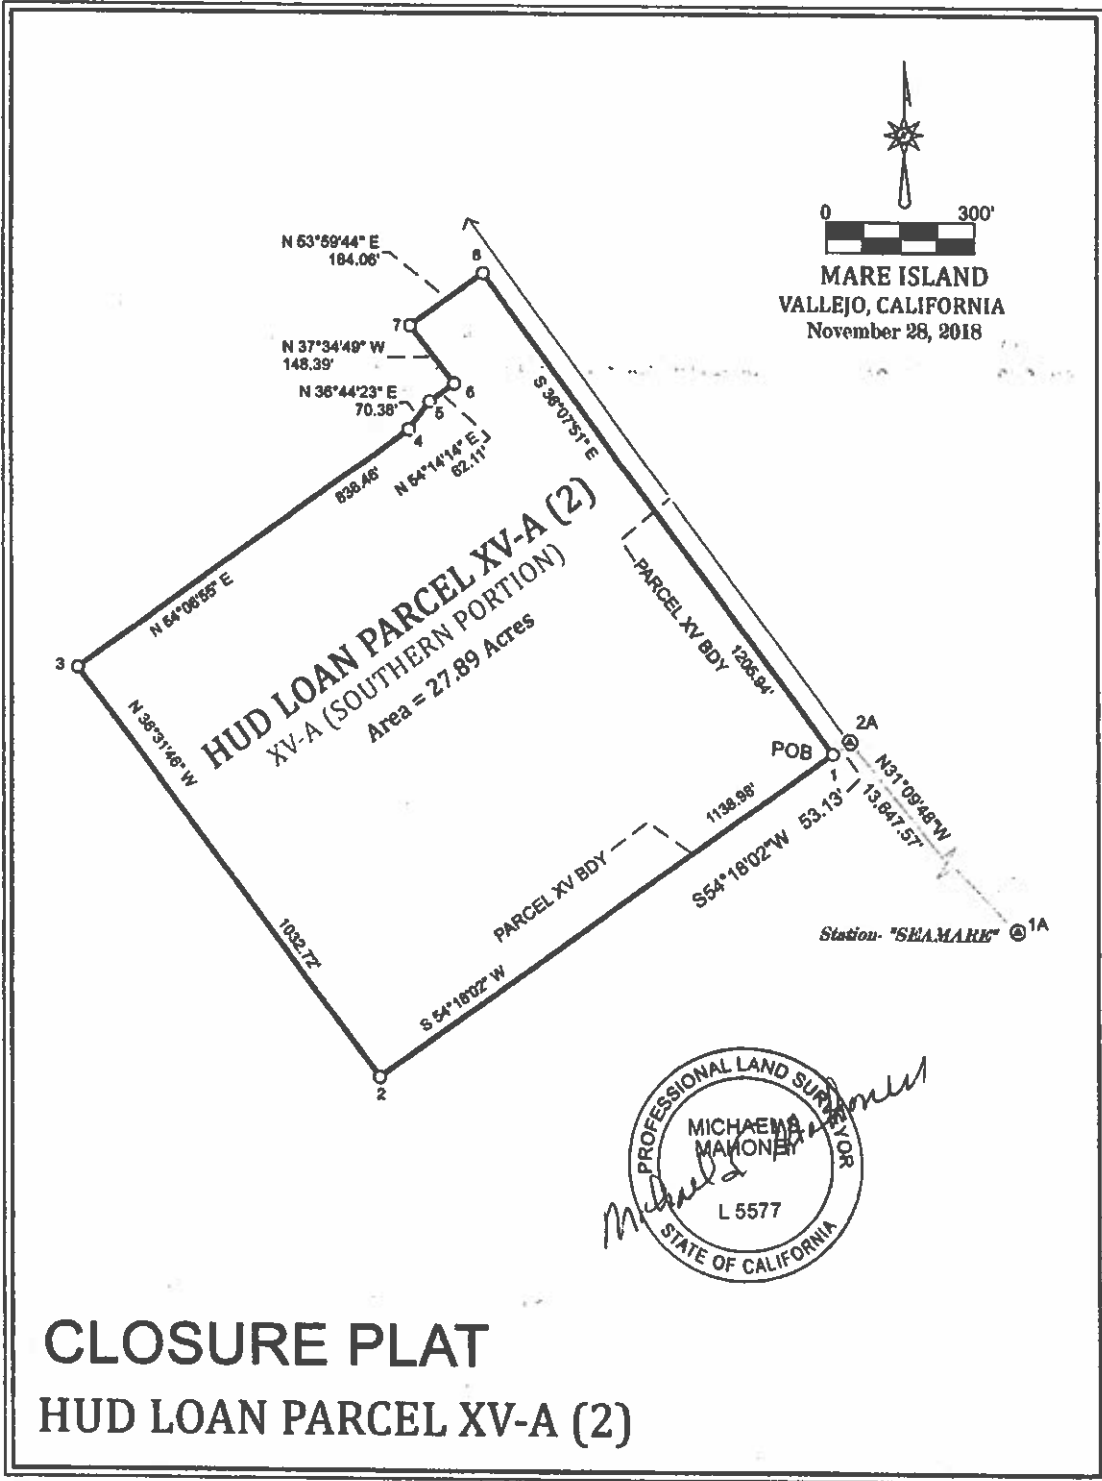 0 300'
MARE ISLAND
VALLEJO, CALIFORNIA
November 28, 2018
N 53°59'44" E
184.06'
8
7
N 37°34'49" W
148.39'
6
N 36°44'23" E
70.38'
5
4
N 54°14'14" E
62.11'
S 36°07'51" E
838.46'
N 54°06'55" E
HUD LOAN PARCEL XV-A (2)
XV-A (SOUTHERN PORTION)
Area = 27.89 Acres
PARCEL XV BDY
1205.94'
3
N 36°31'46" W
1032.72'
POB
2A
1
N31°09'48"W
13,647.57'
1138.98'
S54°18'02"W 53.13'
PARCEL XV BDY
Station- "SEAMARE"
1A
S 54°18'02" W
2
PROFESSIONAL LAND SURVEYOR
MICHAEL S
MAHONEY
L 5577
STATE OF CALIFORNIA
Michael S Mahoney
CLOSURE PLAT
HUD LOAN PARCEL XV-A (2)